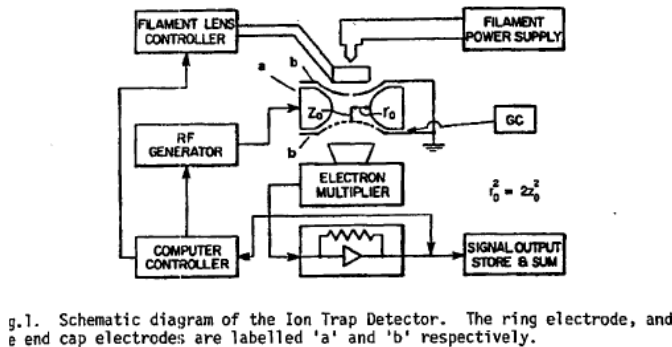 FILAMENT LENS
CONTROLLER
FILAMENT
POWER SUPPLY
a
b
Z₀
r₀
b
RF
GENERATOR
GC
ELECTRON
MULTIPLIER
r₀² = 2z₀²
COMPUTER
CONTROLLER
SIGNAL OUTPUT
STORE & SUM
g.1. Schematic diagram of the Ion Trap Detector. The ring electrode, and
e end cap electrodes are labelled 'a' and 'b' respectively.